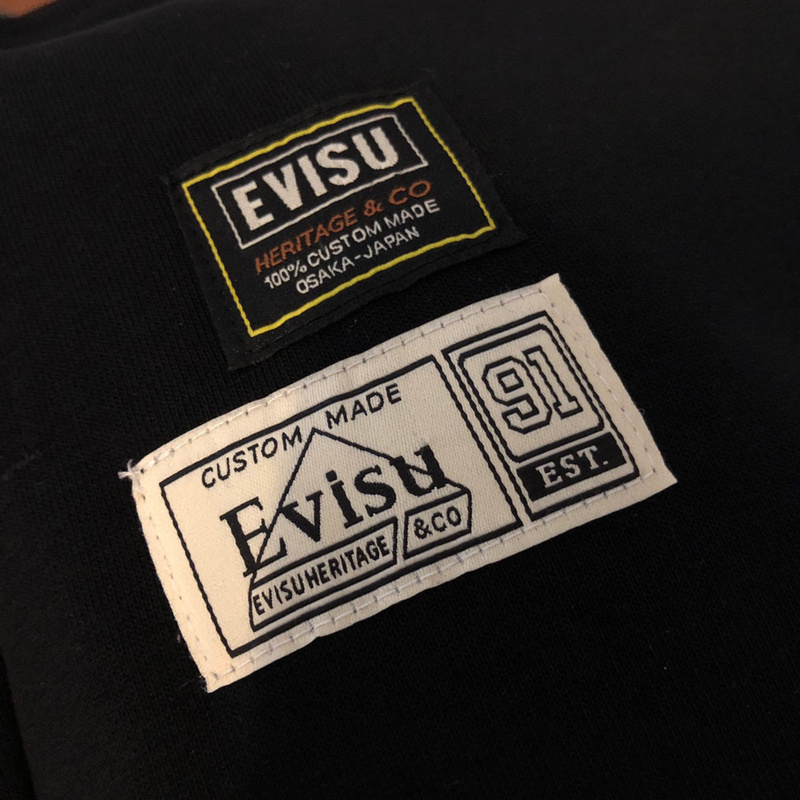 EVISU
HERITAGE & CO
100% CUSTOM MADE
OSAKA-JAPAN
CUSTOM MADE
Evisu
EVISUHERITAGE &CO
91
EST.